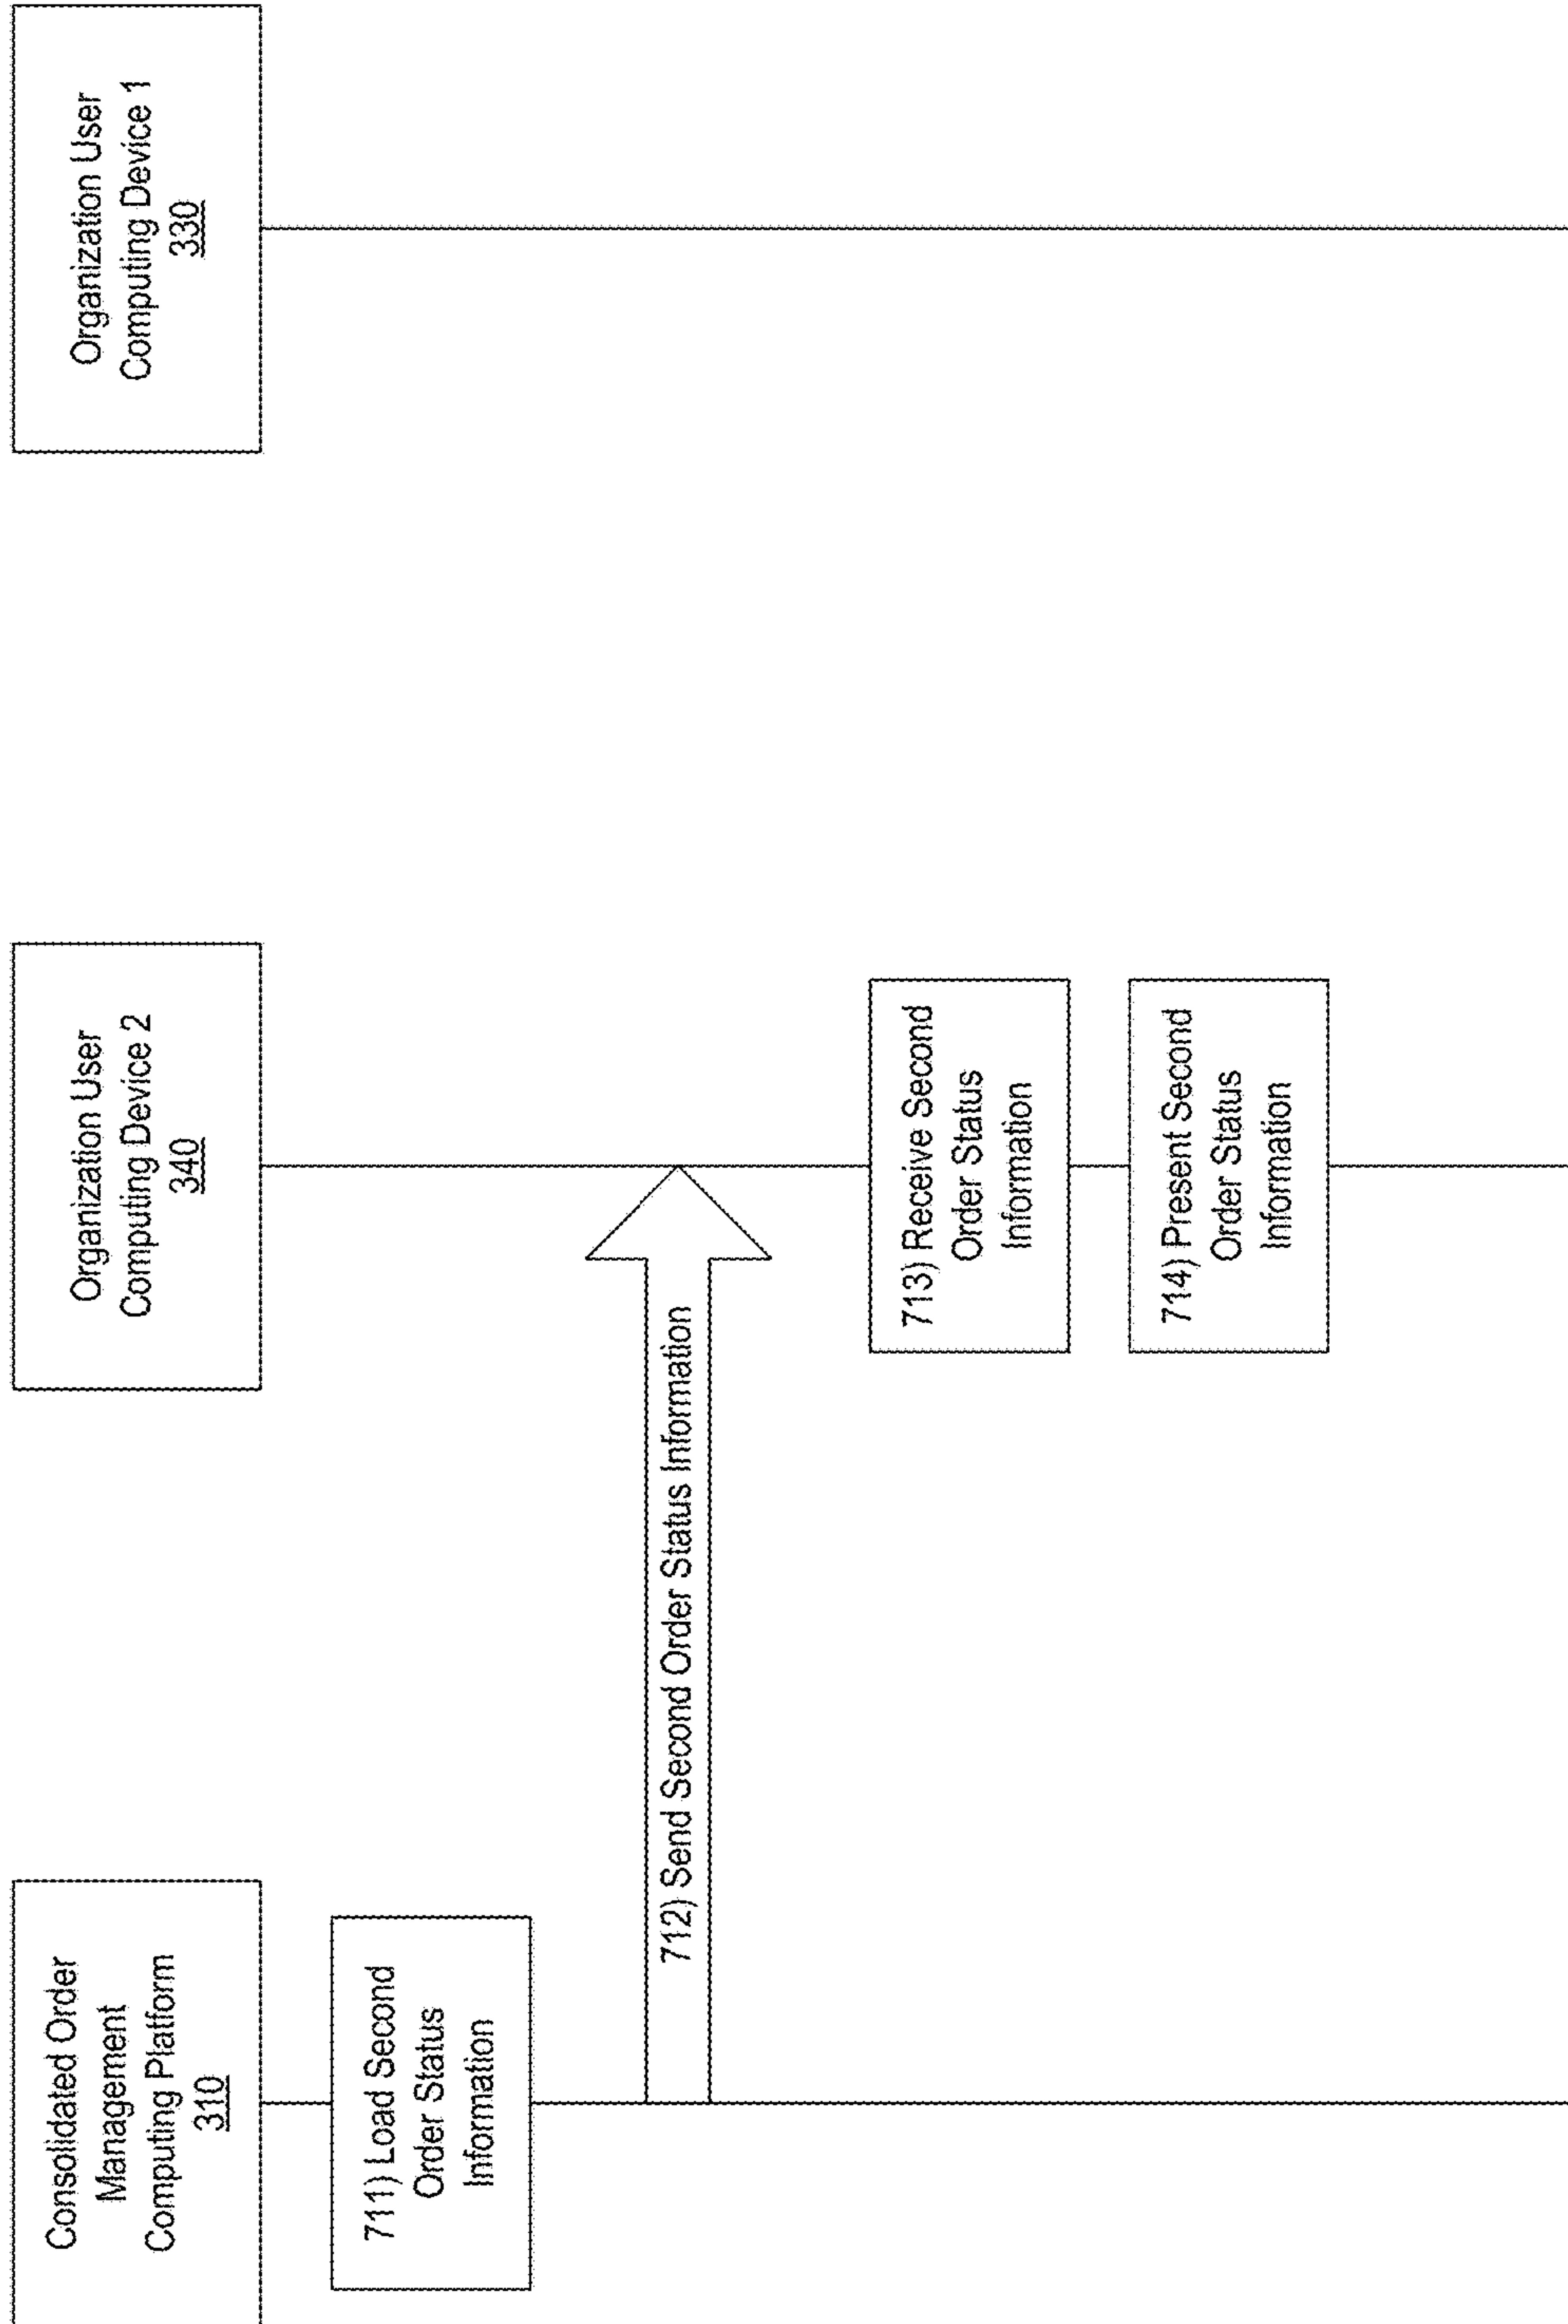 Consolidated Order
Management
Computing Platform
310
Organization User
Computing Device 2
340
Organization User
Computing Device 1
330
711) Load Second
Order Status
Information
712) Send Second Order Status Information
713) Receive Second
Order Status
Information
714) Present Second
Order Status
Information